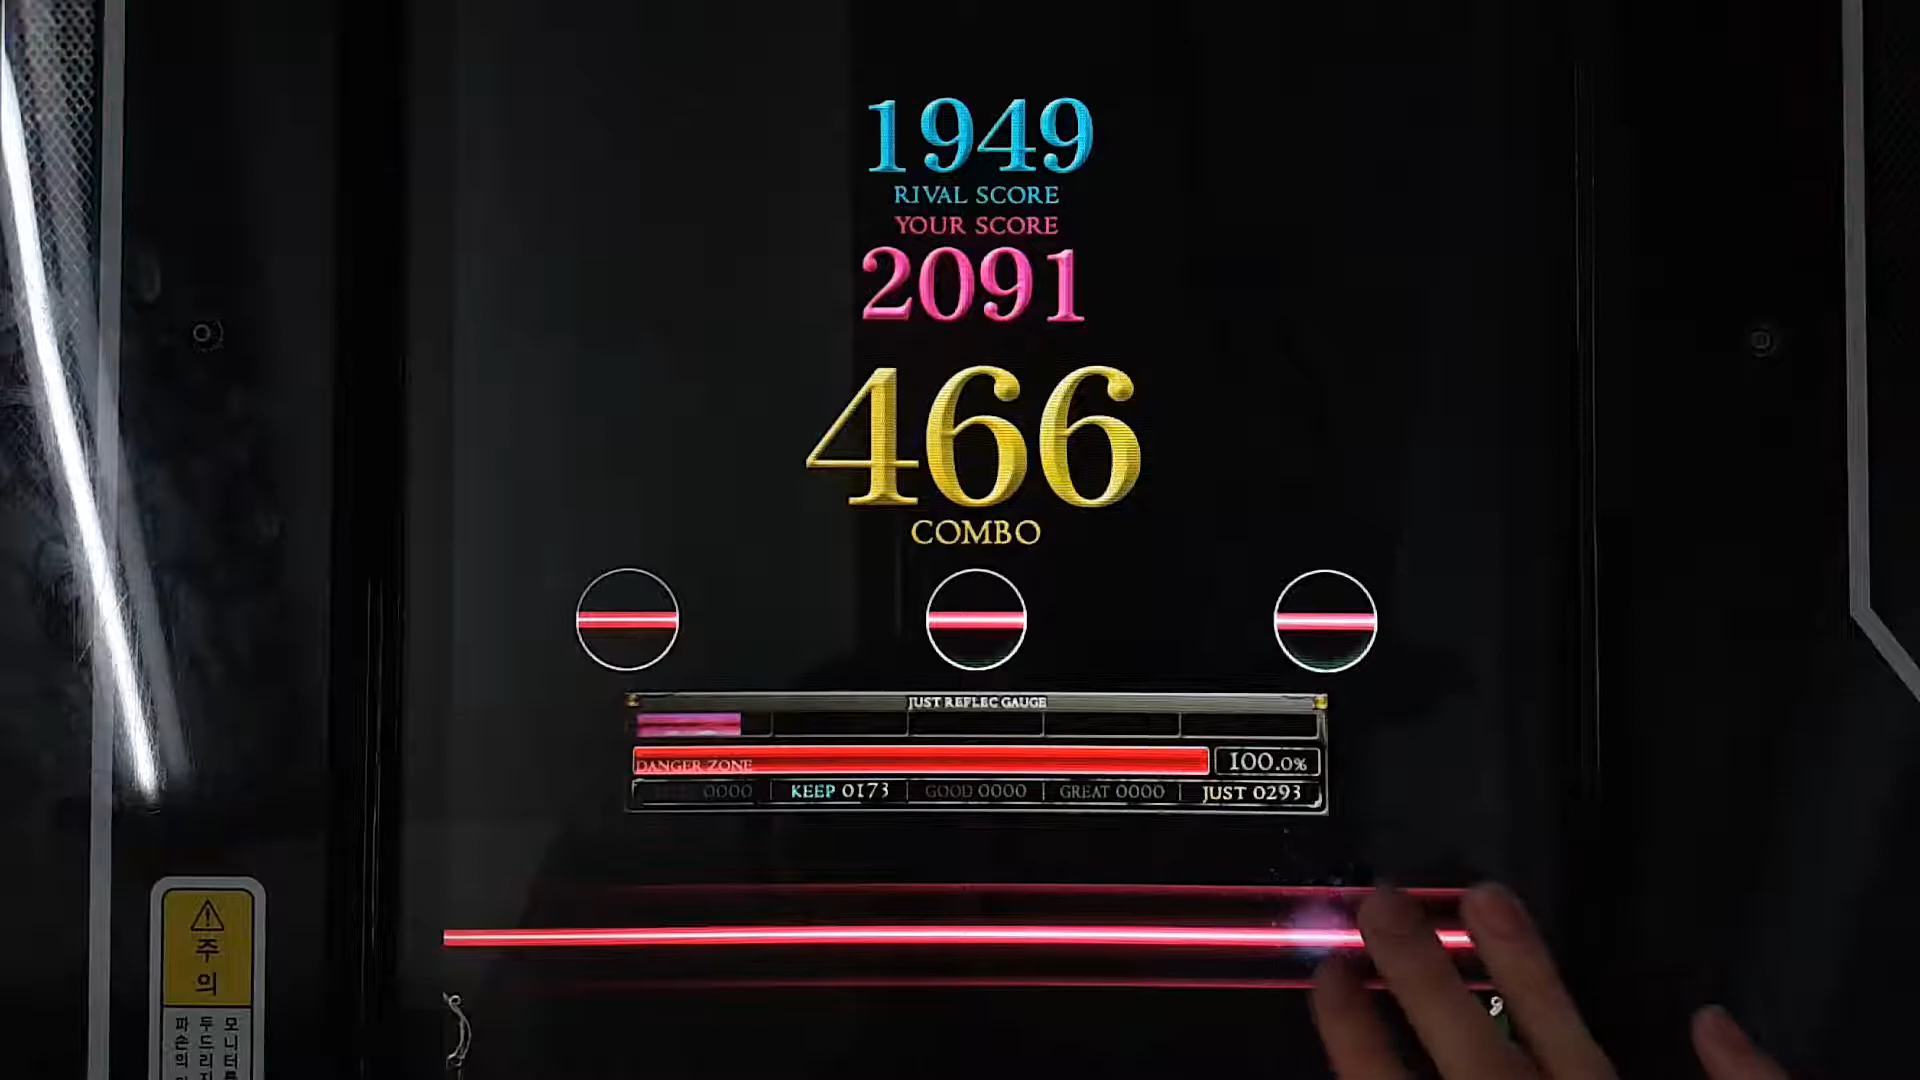 1949
RIVAL SCORE
YOUR SCORE
2091
466
COMBO
JUST REFLEC GAUGE
DANGER ZONE
100.0%
0000 KEEP 0173 GOOD 0000 GREAT 0000 JUST 0293
주의
모니터를
두드리지
파손의